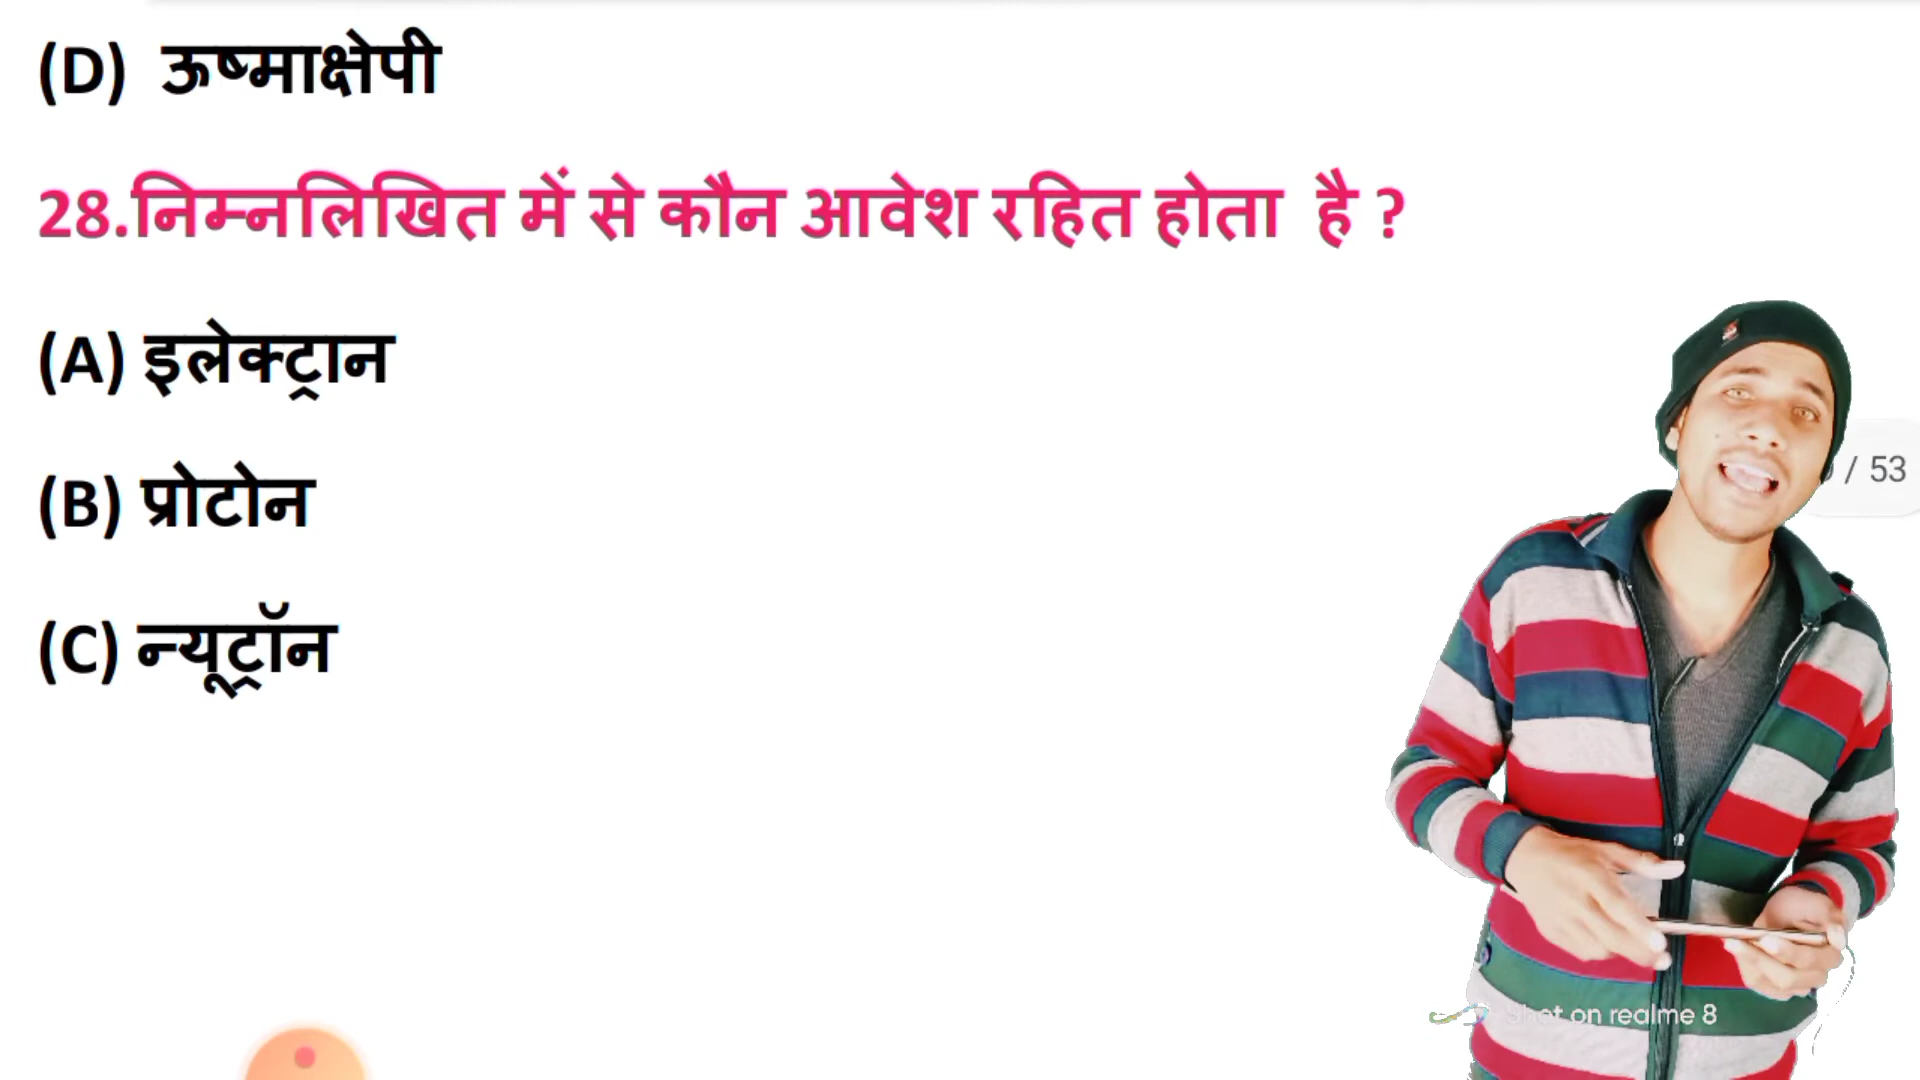 (D) ऊष्माक्षेपी
28.निम्नलिखित में से कौन आवेश रहित होता है ?
(A) इलेक्ट्रान
/ 53
(B) प्रोटोन
(C) न्यूट्रॉन
Shot on realme 8